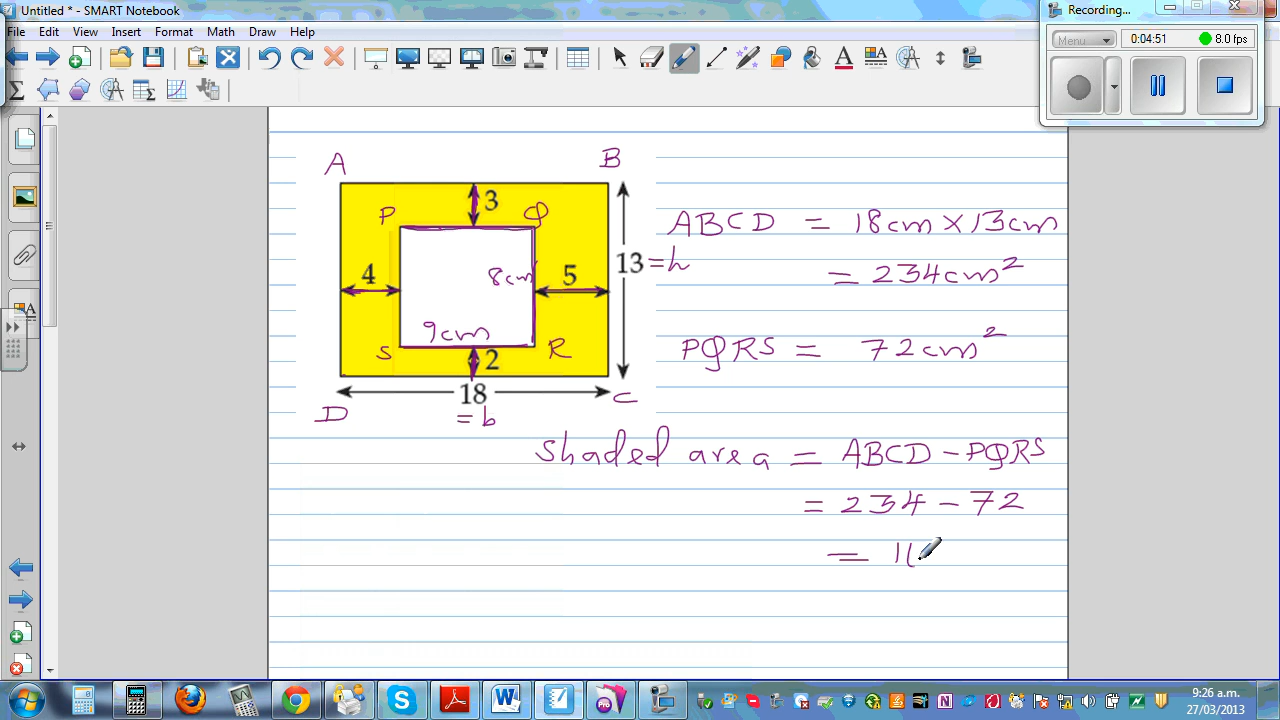 Untitled * - SMART Notebook
Recording...
File Edit View Insert Format Math Draw Help
Menu 0:04:51 8.0 fps
A B
3
P Q
ABCD = 18cm × 13cm
4 8cm 5 13 = h
= 234cm²
9cm
S R
2
PQRS = 72cm²
18
D C
= b
Shaded area = ABCD - PQRS
= 234 - 72
= 1
9:26 a.m.
27/03/2013